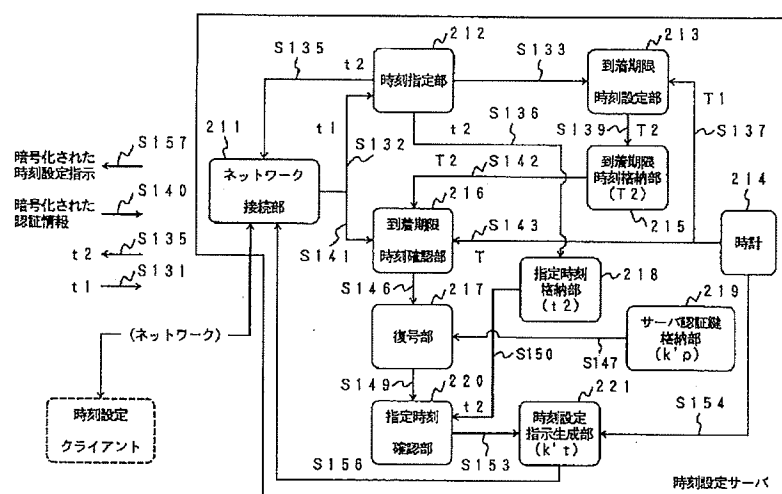 S135
212
S133
213
t2
時刻指定部
到着期限
時刻設定部
T1
211
t1
S132
t2
S136
S139
T2
S137
暗号化された
時刻設定指示
S157
ネットワーク
接続部
T2
S142
到着期限
時刻格納部
(T2)
214
暗号化された
認証情報
S140
216
到着期限
時刻確認部
S143
215
時計
t2
S135
S141
T
t1
S131
S146
217
指定時刻
格納部
(t2)
218
219
(ネットワーク)
復号部
サーバ認証鍵
格納部
(k'p)
S150
S147
S149
220
221
時刻設定
クライアント
t2
指定時刻
確認部
時刻設定
指示生成部
(k't)
S154
S156
S153
時刻設定サーバ